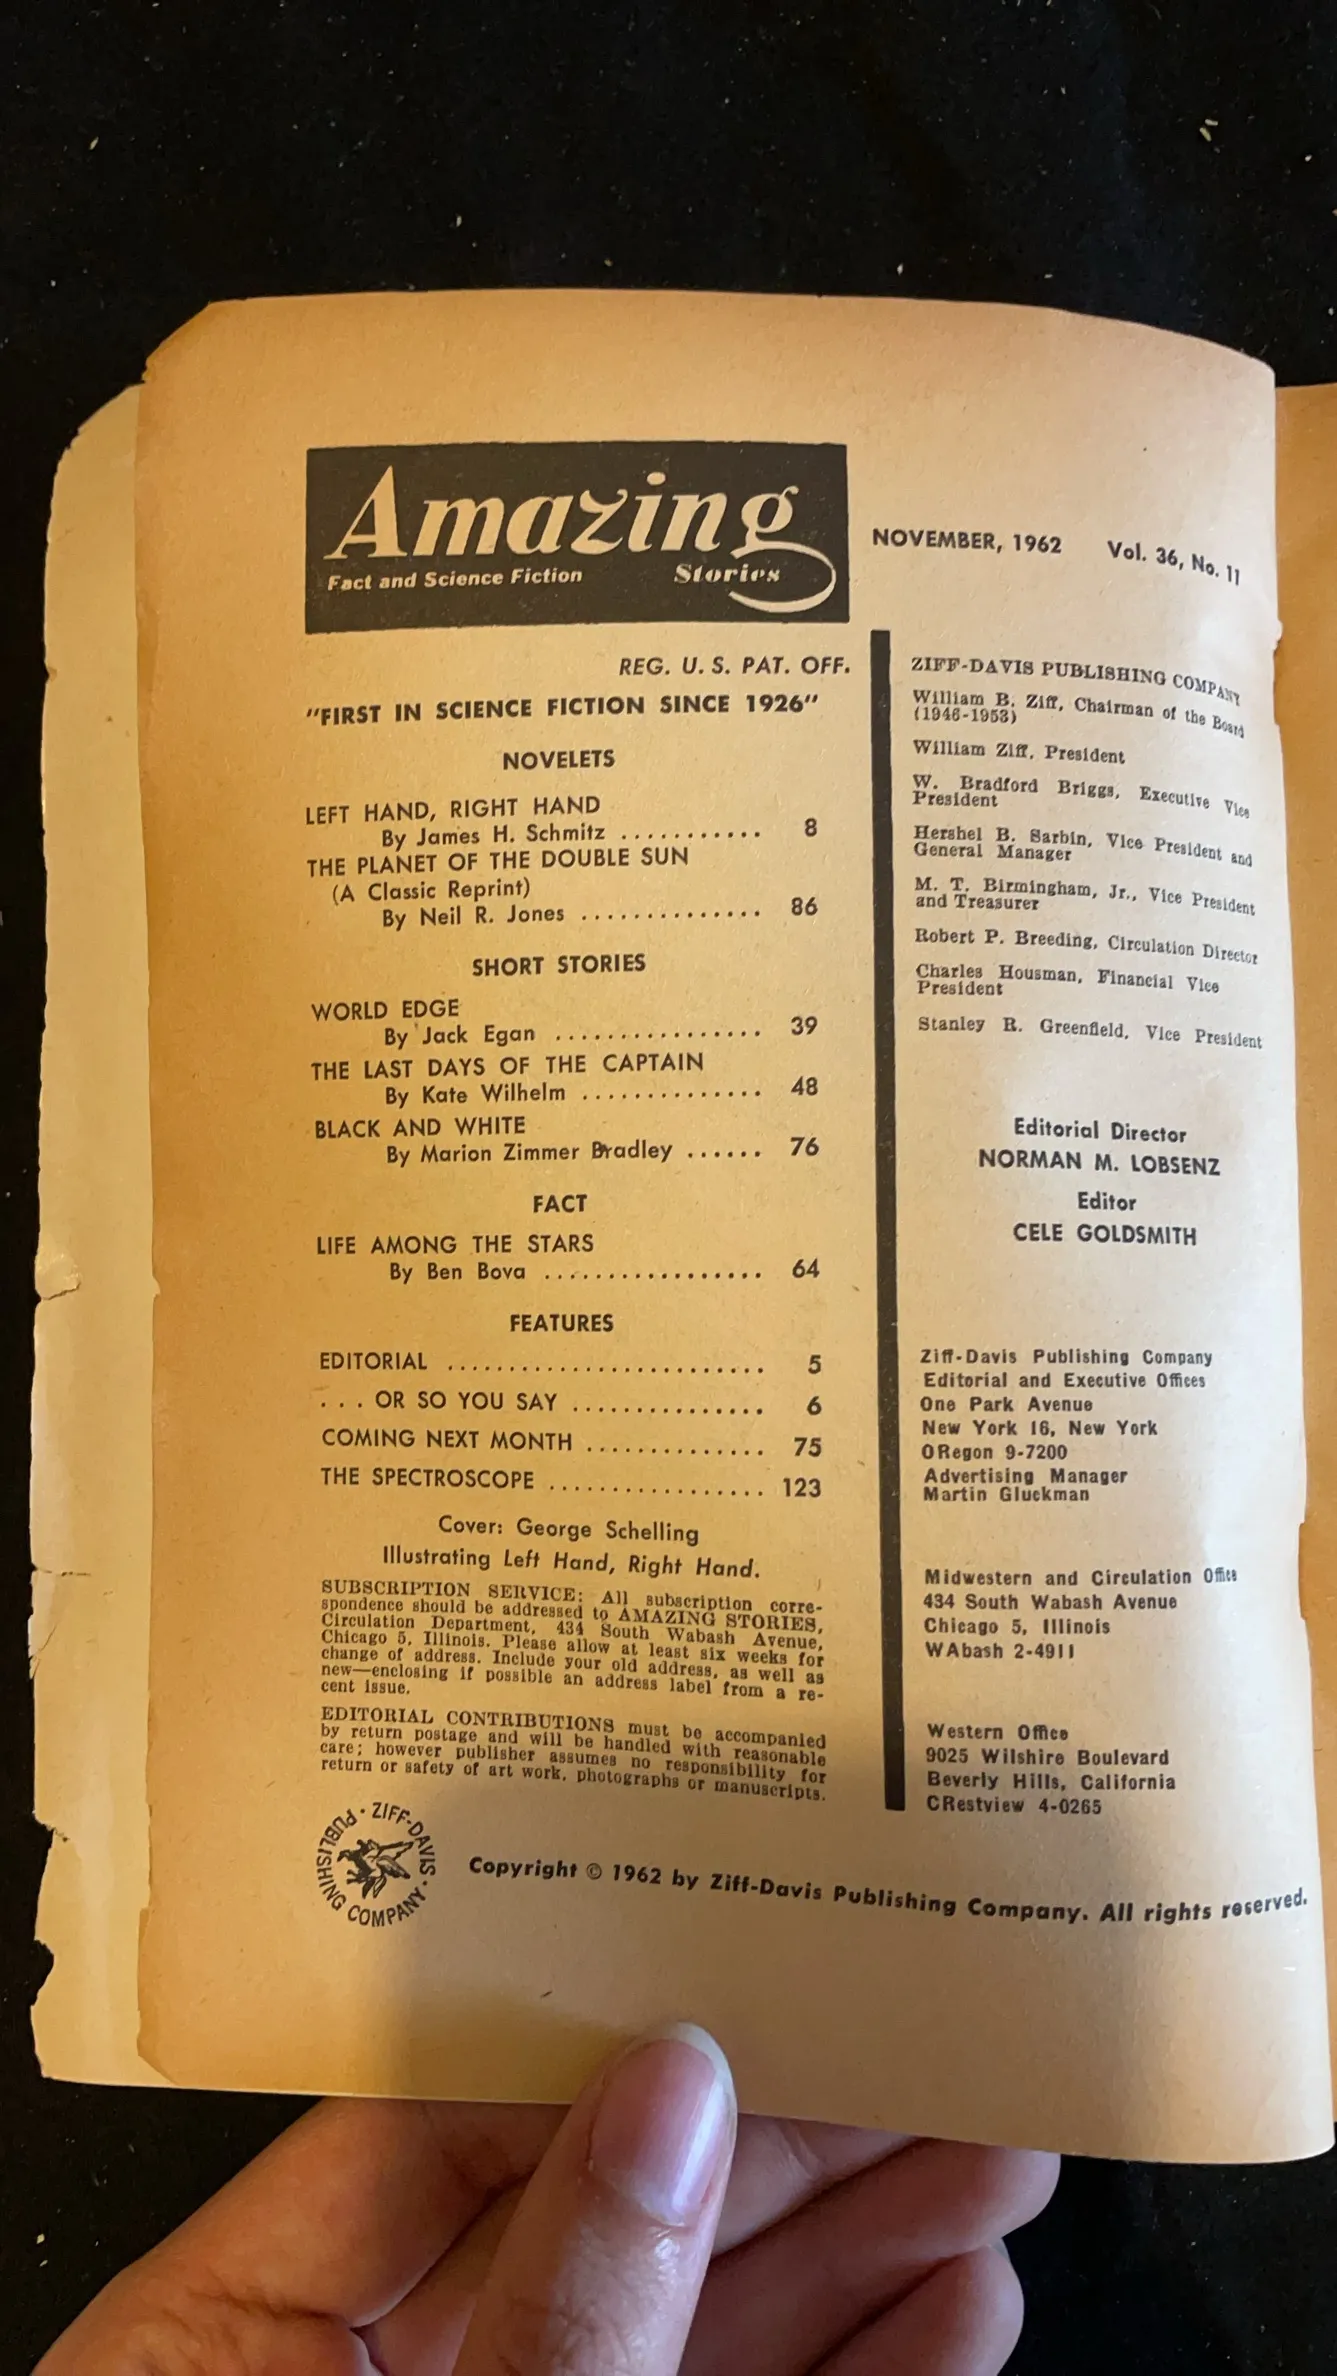 Amazing
Fact and Science Fiction Stories
NOVEMBER, 1962 Vol. 36, No. 11
REG. U. S. PAT. OFF.
"FIRST IN SCIENCE FICTION SINCE 1926"
NOVELETS
LEFT HAND, RIGHT HAND
By James H. Schmitz ........... 8
THE PLANET OF THE DOUBLE SUN
(A Classic Reprint)
By Neil R. Jones .............. 86
SHORT STORIES
WORLD EDGE
By Jack Egan ................ 39
THE LAST DAYS OF THE CAPTAIN
By Kate Wilhelm .............. 48
BLACK AND WHITE
By Marion Zimmer Bradley ...... 76
FACT
LIFE AMONG THE STARS
By Ben Bova ................. 64
FEATURES
EDITORIAL ......................... 5
. . . OR SO YOU SAY ............... 6
COMING NEXT MONTH .............. 75
THE SPECTROSCOPE ................. 123
Cover: George Schelling
Illustrating Left Hand, Right Hand.
SUBSCRIPTION SERVICE: All subscription corre-
spondence should be addressed to AMAZING STORIES,
Circulation Department, 434 South Wabash Avenue,
Chicago 5, Illinois. Please allow at least six weeks for
change of address. Include your old address, as well as
new—enclosing if possible an address label from a re-
cent issue.
EDITORIAL CONTRIBUTIONS must be accompanied
by return postage and will be handled with reasonable
care; however publisher assumes no responsibility for
return or safety of art work, photographs or manuscripts.
ZIFF-DAVIS PUBLISHING COMPANY
William B. Ziff, Chairman of the Board
(1946-1953)
William Ziff, President
W. Bradford Briggs, Executive Vice
President
Hershel B. Sarbin, Vice President and
General Manager
M. T. Birmingham, Jr., Vice President
and Treasurer
Robert P. Breeding, Circulation Director
Charles Housman, Financial Vice
President
Stanley R. Greenfield, Vice President
Editorial Director
NORMAN M. LOBSENZ
Editor
CELE GOLDSMITH
Ziff-Davis Publishing Company
Editorial and Executive Offices
One Park Avenue
New York 16, New York
ORegon 9-7200
Advertising Manager
Martin Gluckman
Midwestern and Circulation Office
434 South Wabash Avenue
Chicago 5, Illinois
WAbash 2-4911
Western Office
9025 Wilshire Boulevard
Beverly Hills, California
CRestview 4-0265
· ZIFF-DAVIS · PUBLISHING COMPANY
Copyright © 1962 by Ziff-Davis Publishing Company. All rights reserved.